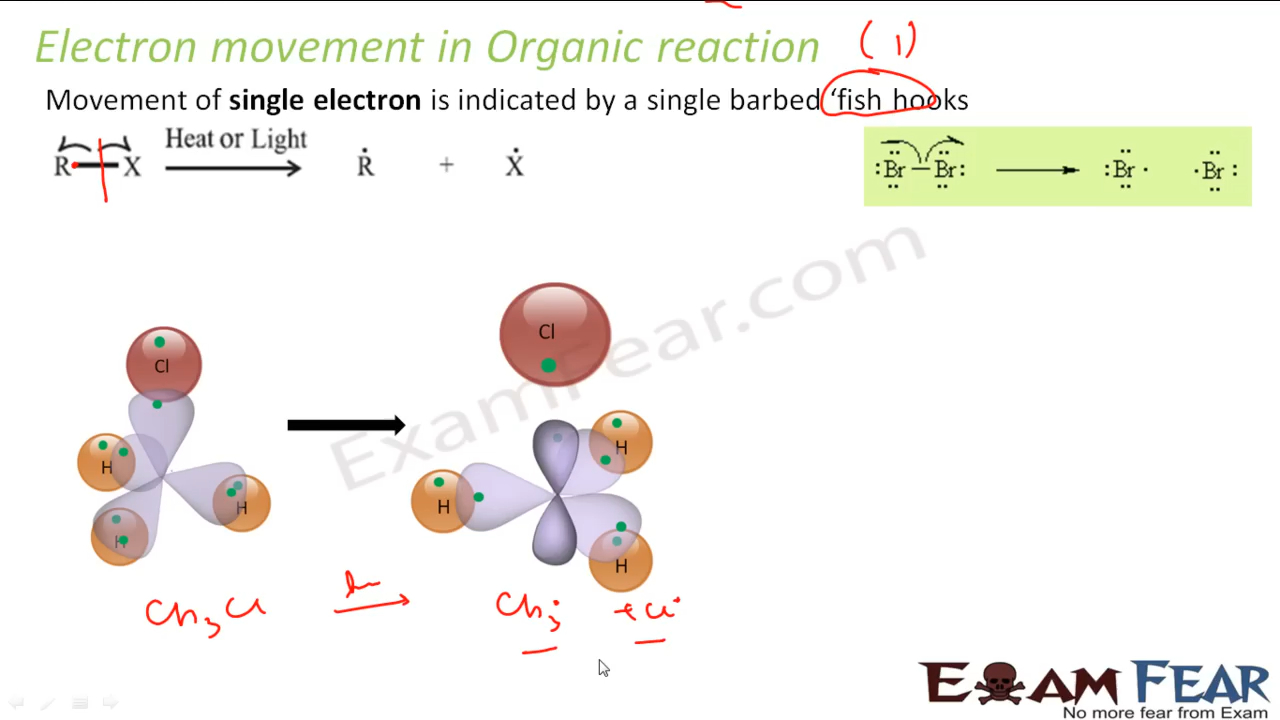 Electron movement in Organic reaction (1)
Movement of single electron is indicated by a single barbed ‘fish hooks
R — X Heat or Light Ṙ + Ẋ
:Br — Br: :Br · · Br :
ExamFear.com
Cl
Cl
H
H
H
H
H
H
CH3Cl hν CH3· + Cl·
EXAM FEAR
No more fear from Exam